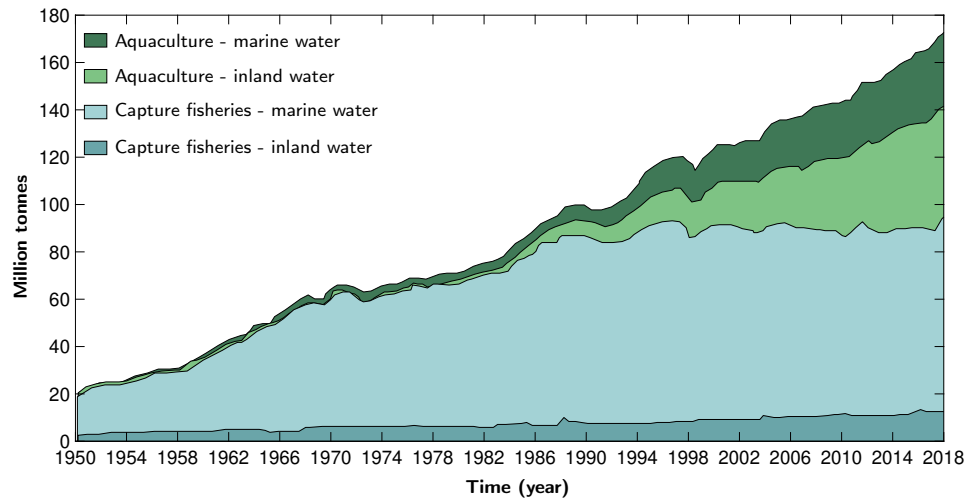 180
160
140
120
100
80
60
40
20
0
Million tonnes
Aquaculture - marine water
Aquaculture - inland water
Capture fisheries - marine water
Capture fisheries - inland water
1950 1954 1958 1962 1966 1970 1974 1978 1982 1986 1990 1994 1998 2002 2006 2010 2014 2018
Time (year)